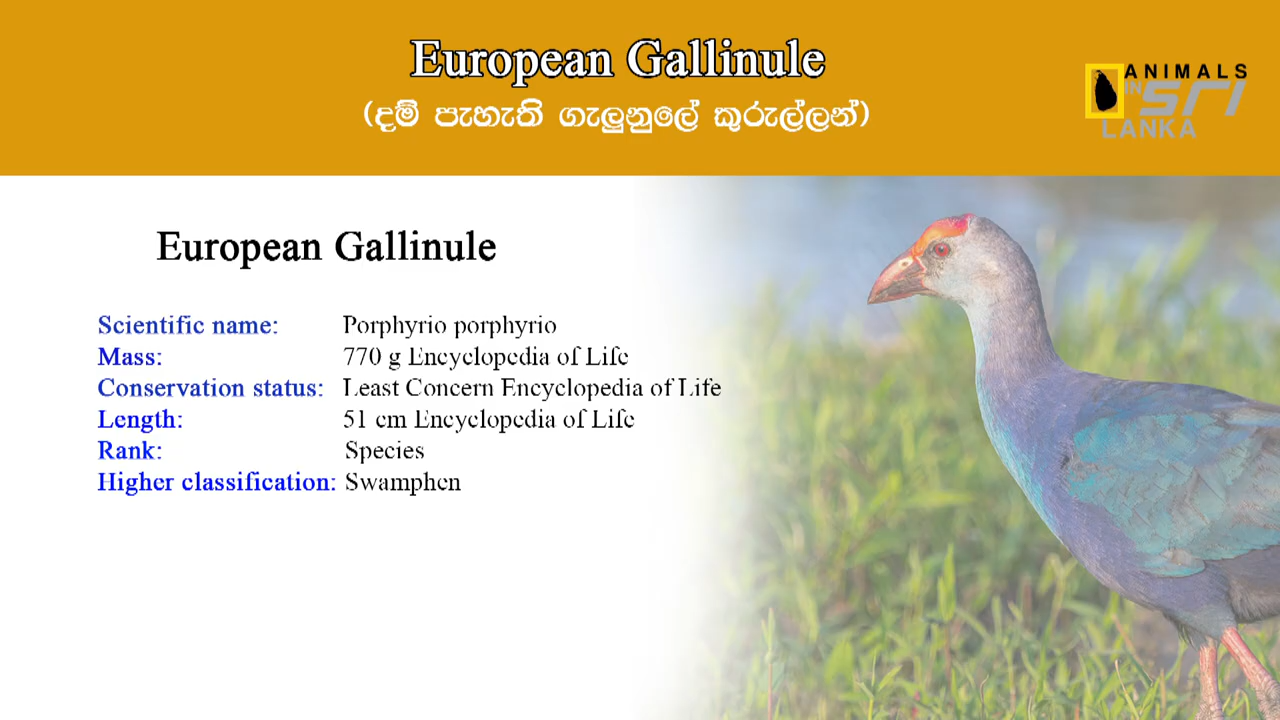 European Gallinule
(දම් පැහැති ගැලුනුලේ කුරුල්ලන්)
ANIMALS
IN SRI
LANKA
European Gallinule
Scientific name: Porphyrio porphyrio
Mass: 770 g Encyclopedia of Life
Conservation status: Least Concern Encyclopedia of Life
Length: 51 cm Encyclopedia of Life
Rank: Species
Higher classification: Swamphen